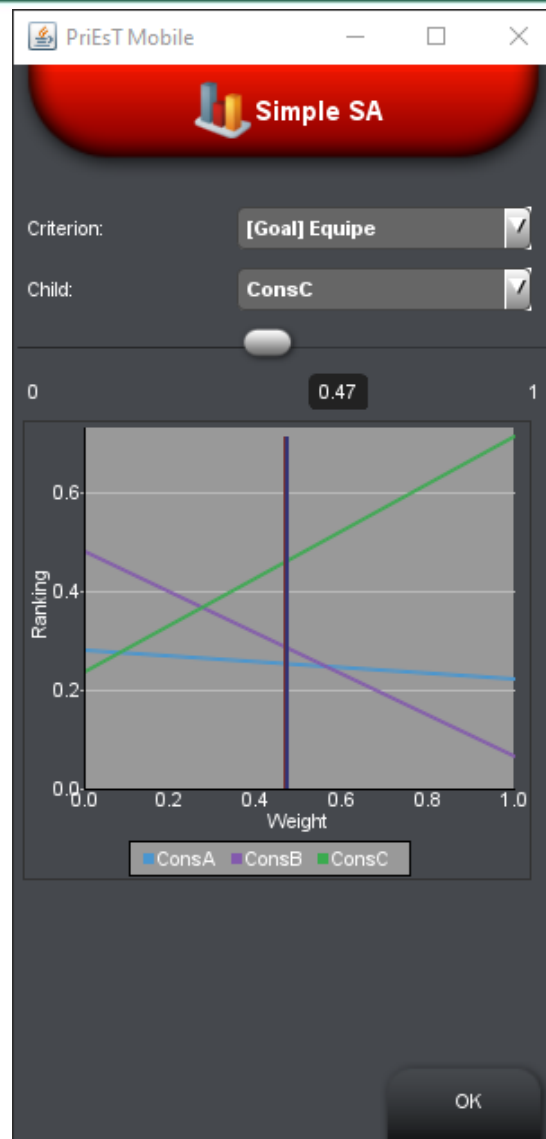 PriEsT Mobile
Simple SA
Criterion: [Goal] Equipe
Child: ConsC
0 0.47 1
0.6
0.4
0.2
0.0
Ranking
0.0 0.2 0.4 0.6 0.8 1.0
Weight
ConsA ConsB ConsC
OK